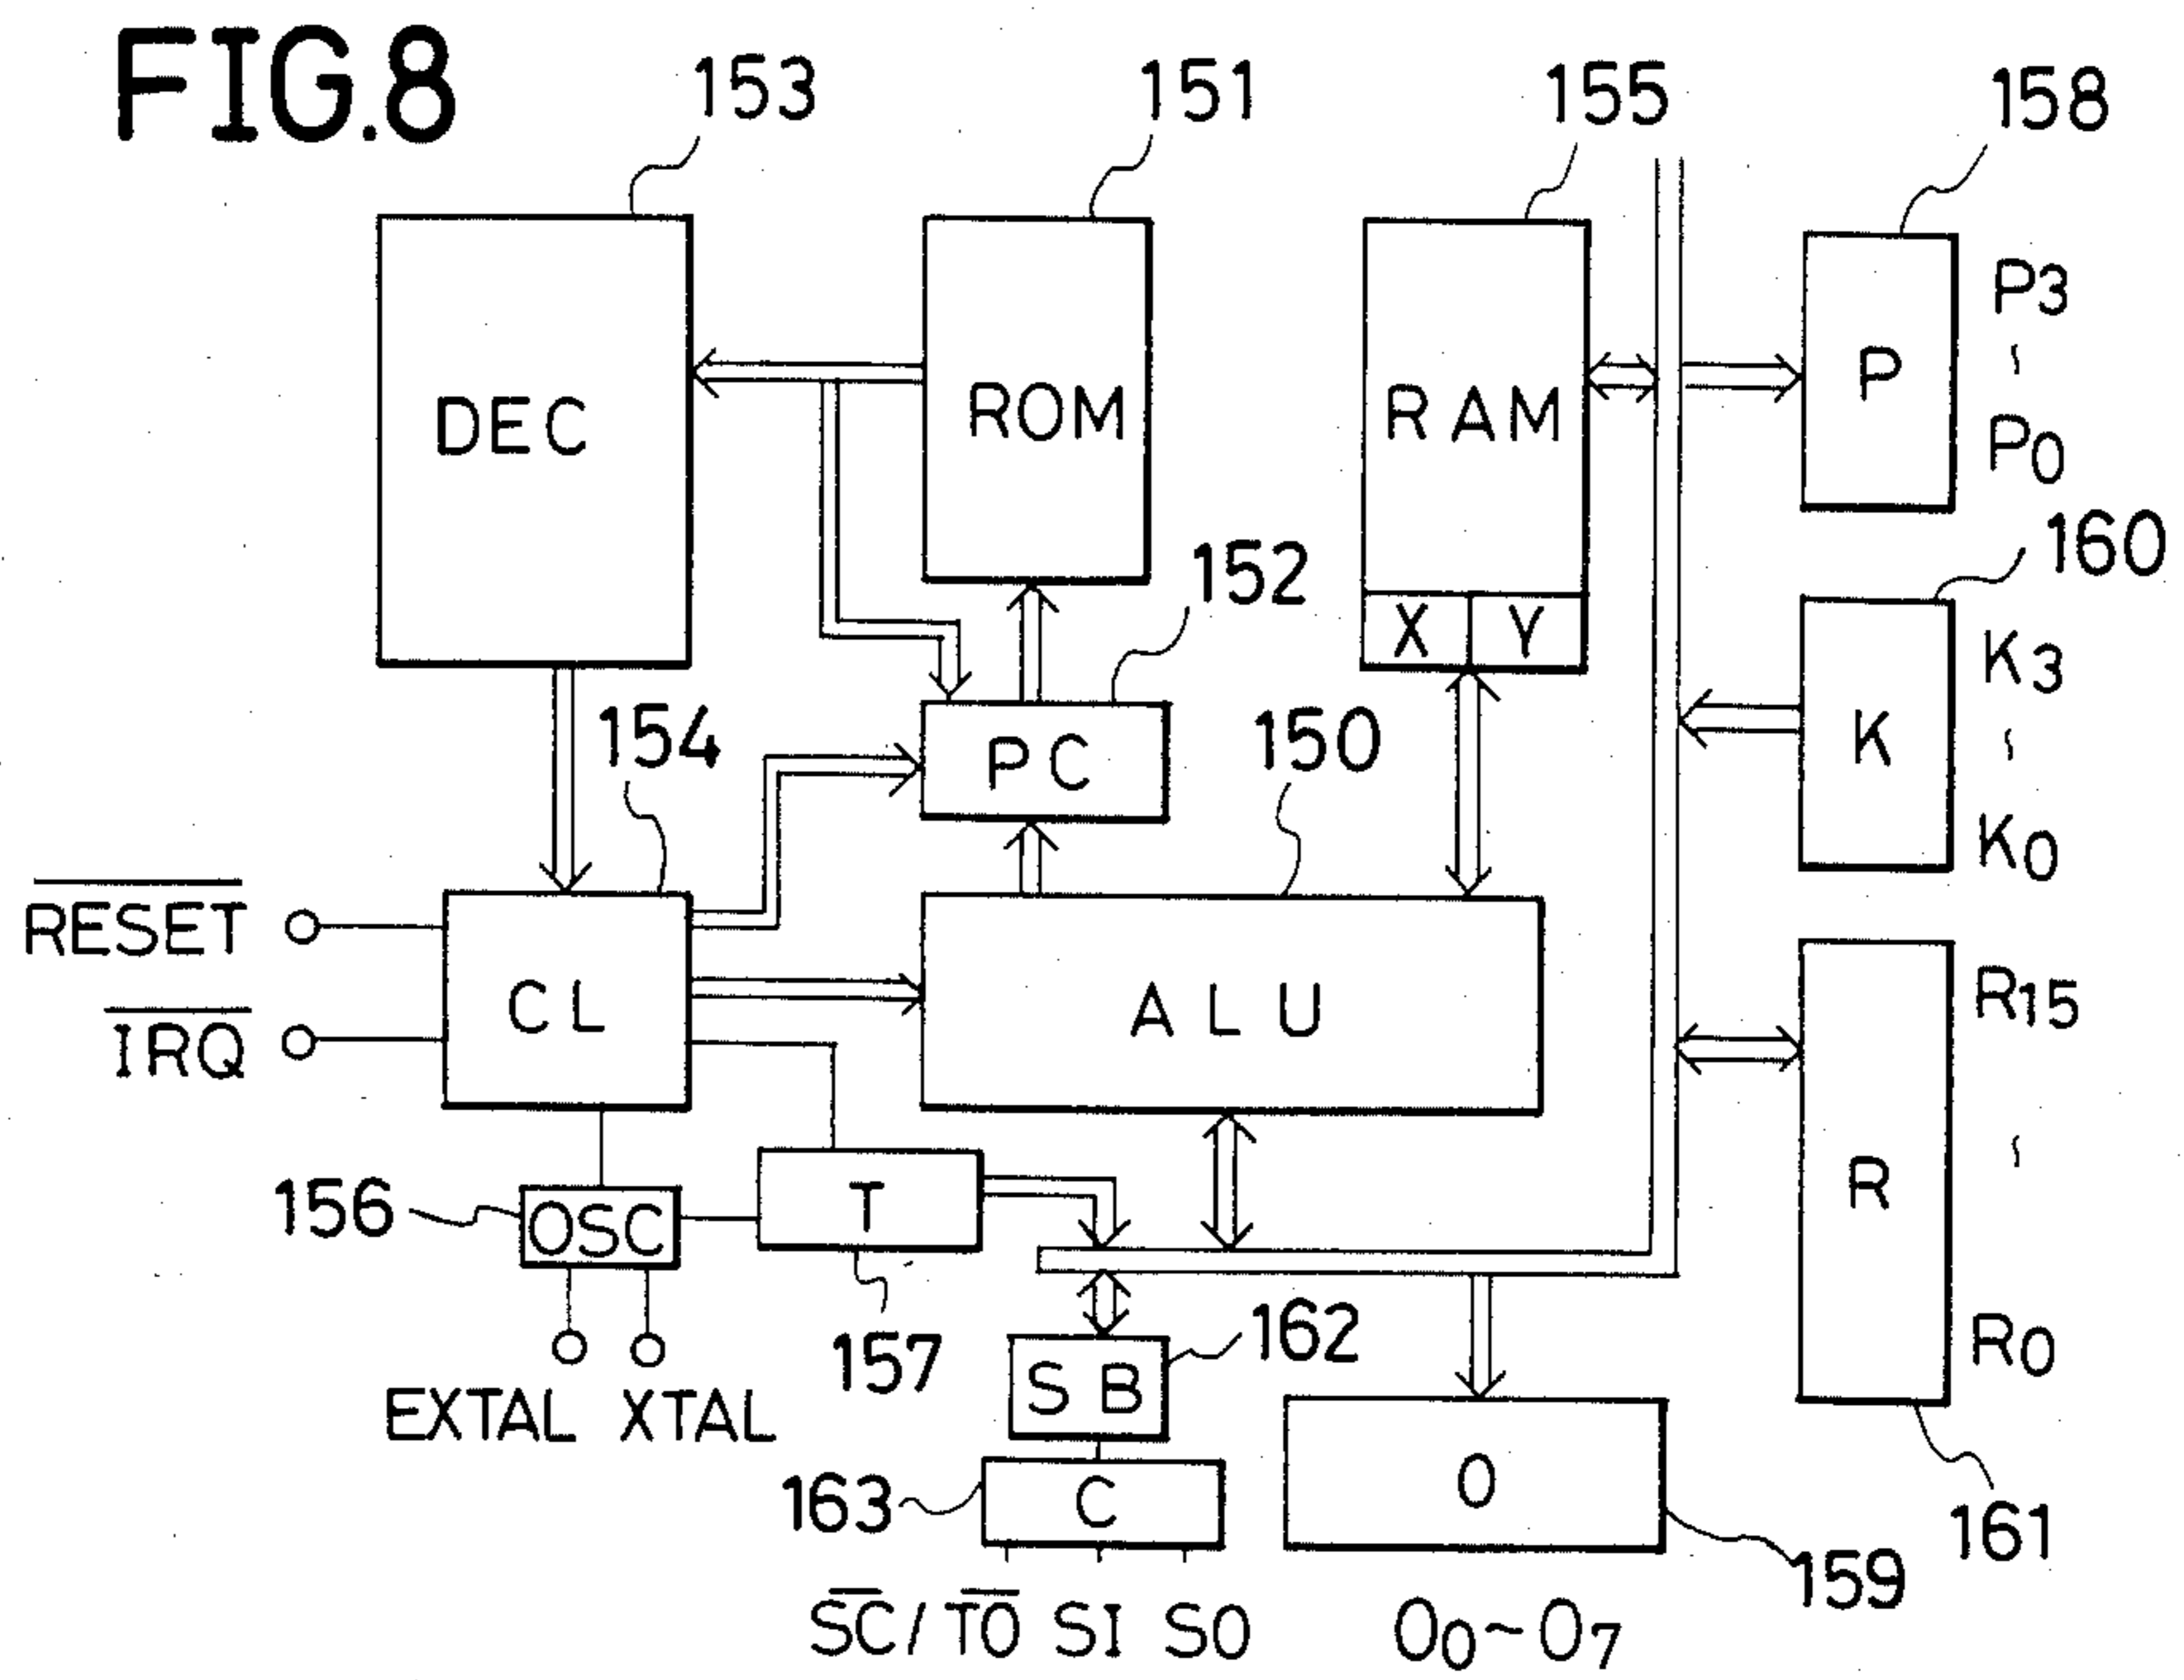 FIG.8
153
151
155
158
DEC
ROM
RAM
P
P3
~
P0
X
Y
152
160
K
K3
~
K0
154
PC
150
RESET
IRQ
CL
ALU
R
R15
~
R0
156
OSC
T
157
EXTAL XTAL
162
SB
163
C
O
161
159
SC/TO SI SO
O0~O7